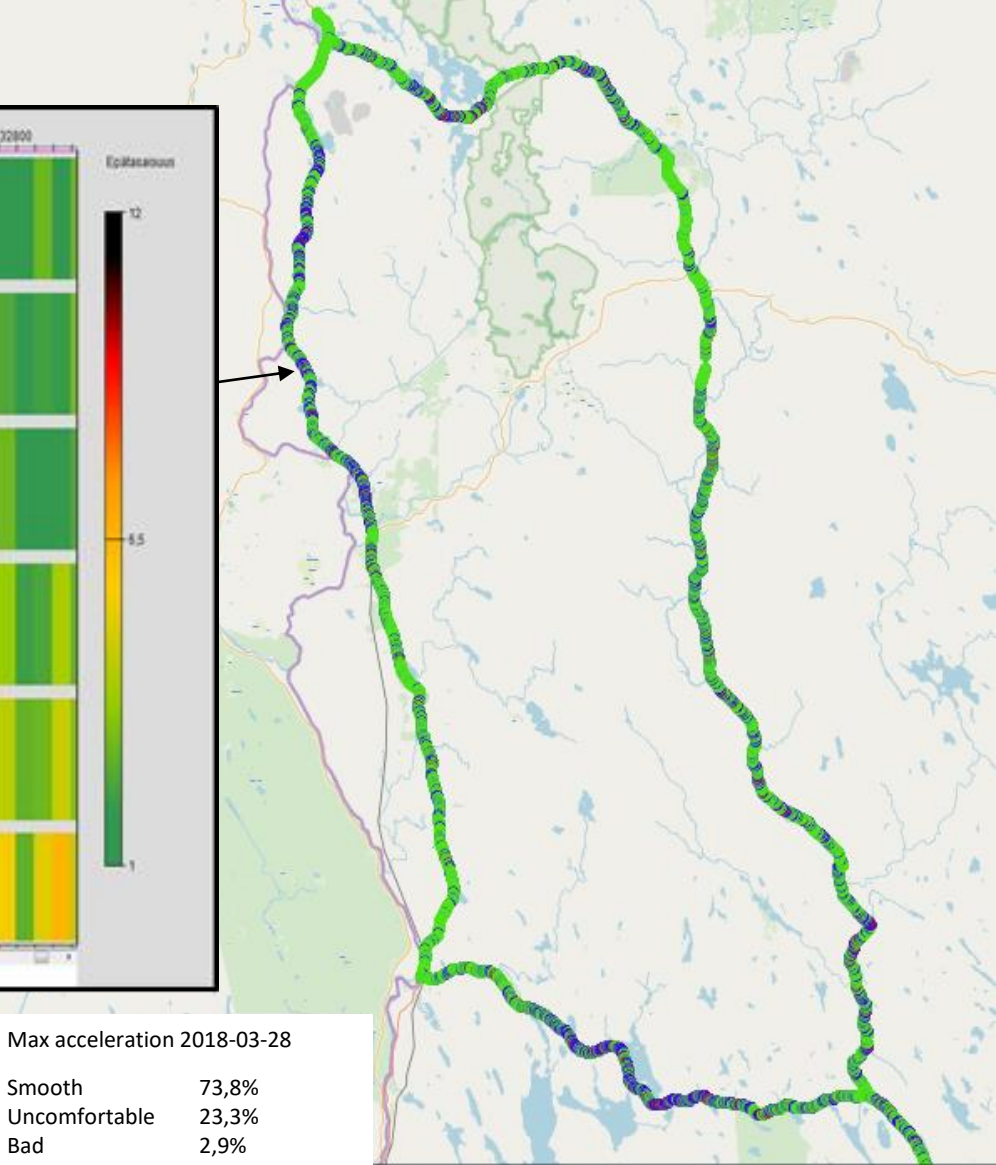 32800
Epätasaisuus
12
6,5
1
Max acceleration 2018-03-28
Smooth 73,8%
Uncomfortable 23,3%
Bad 2,9%